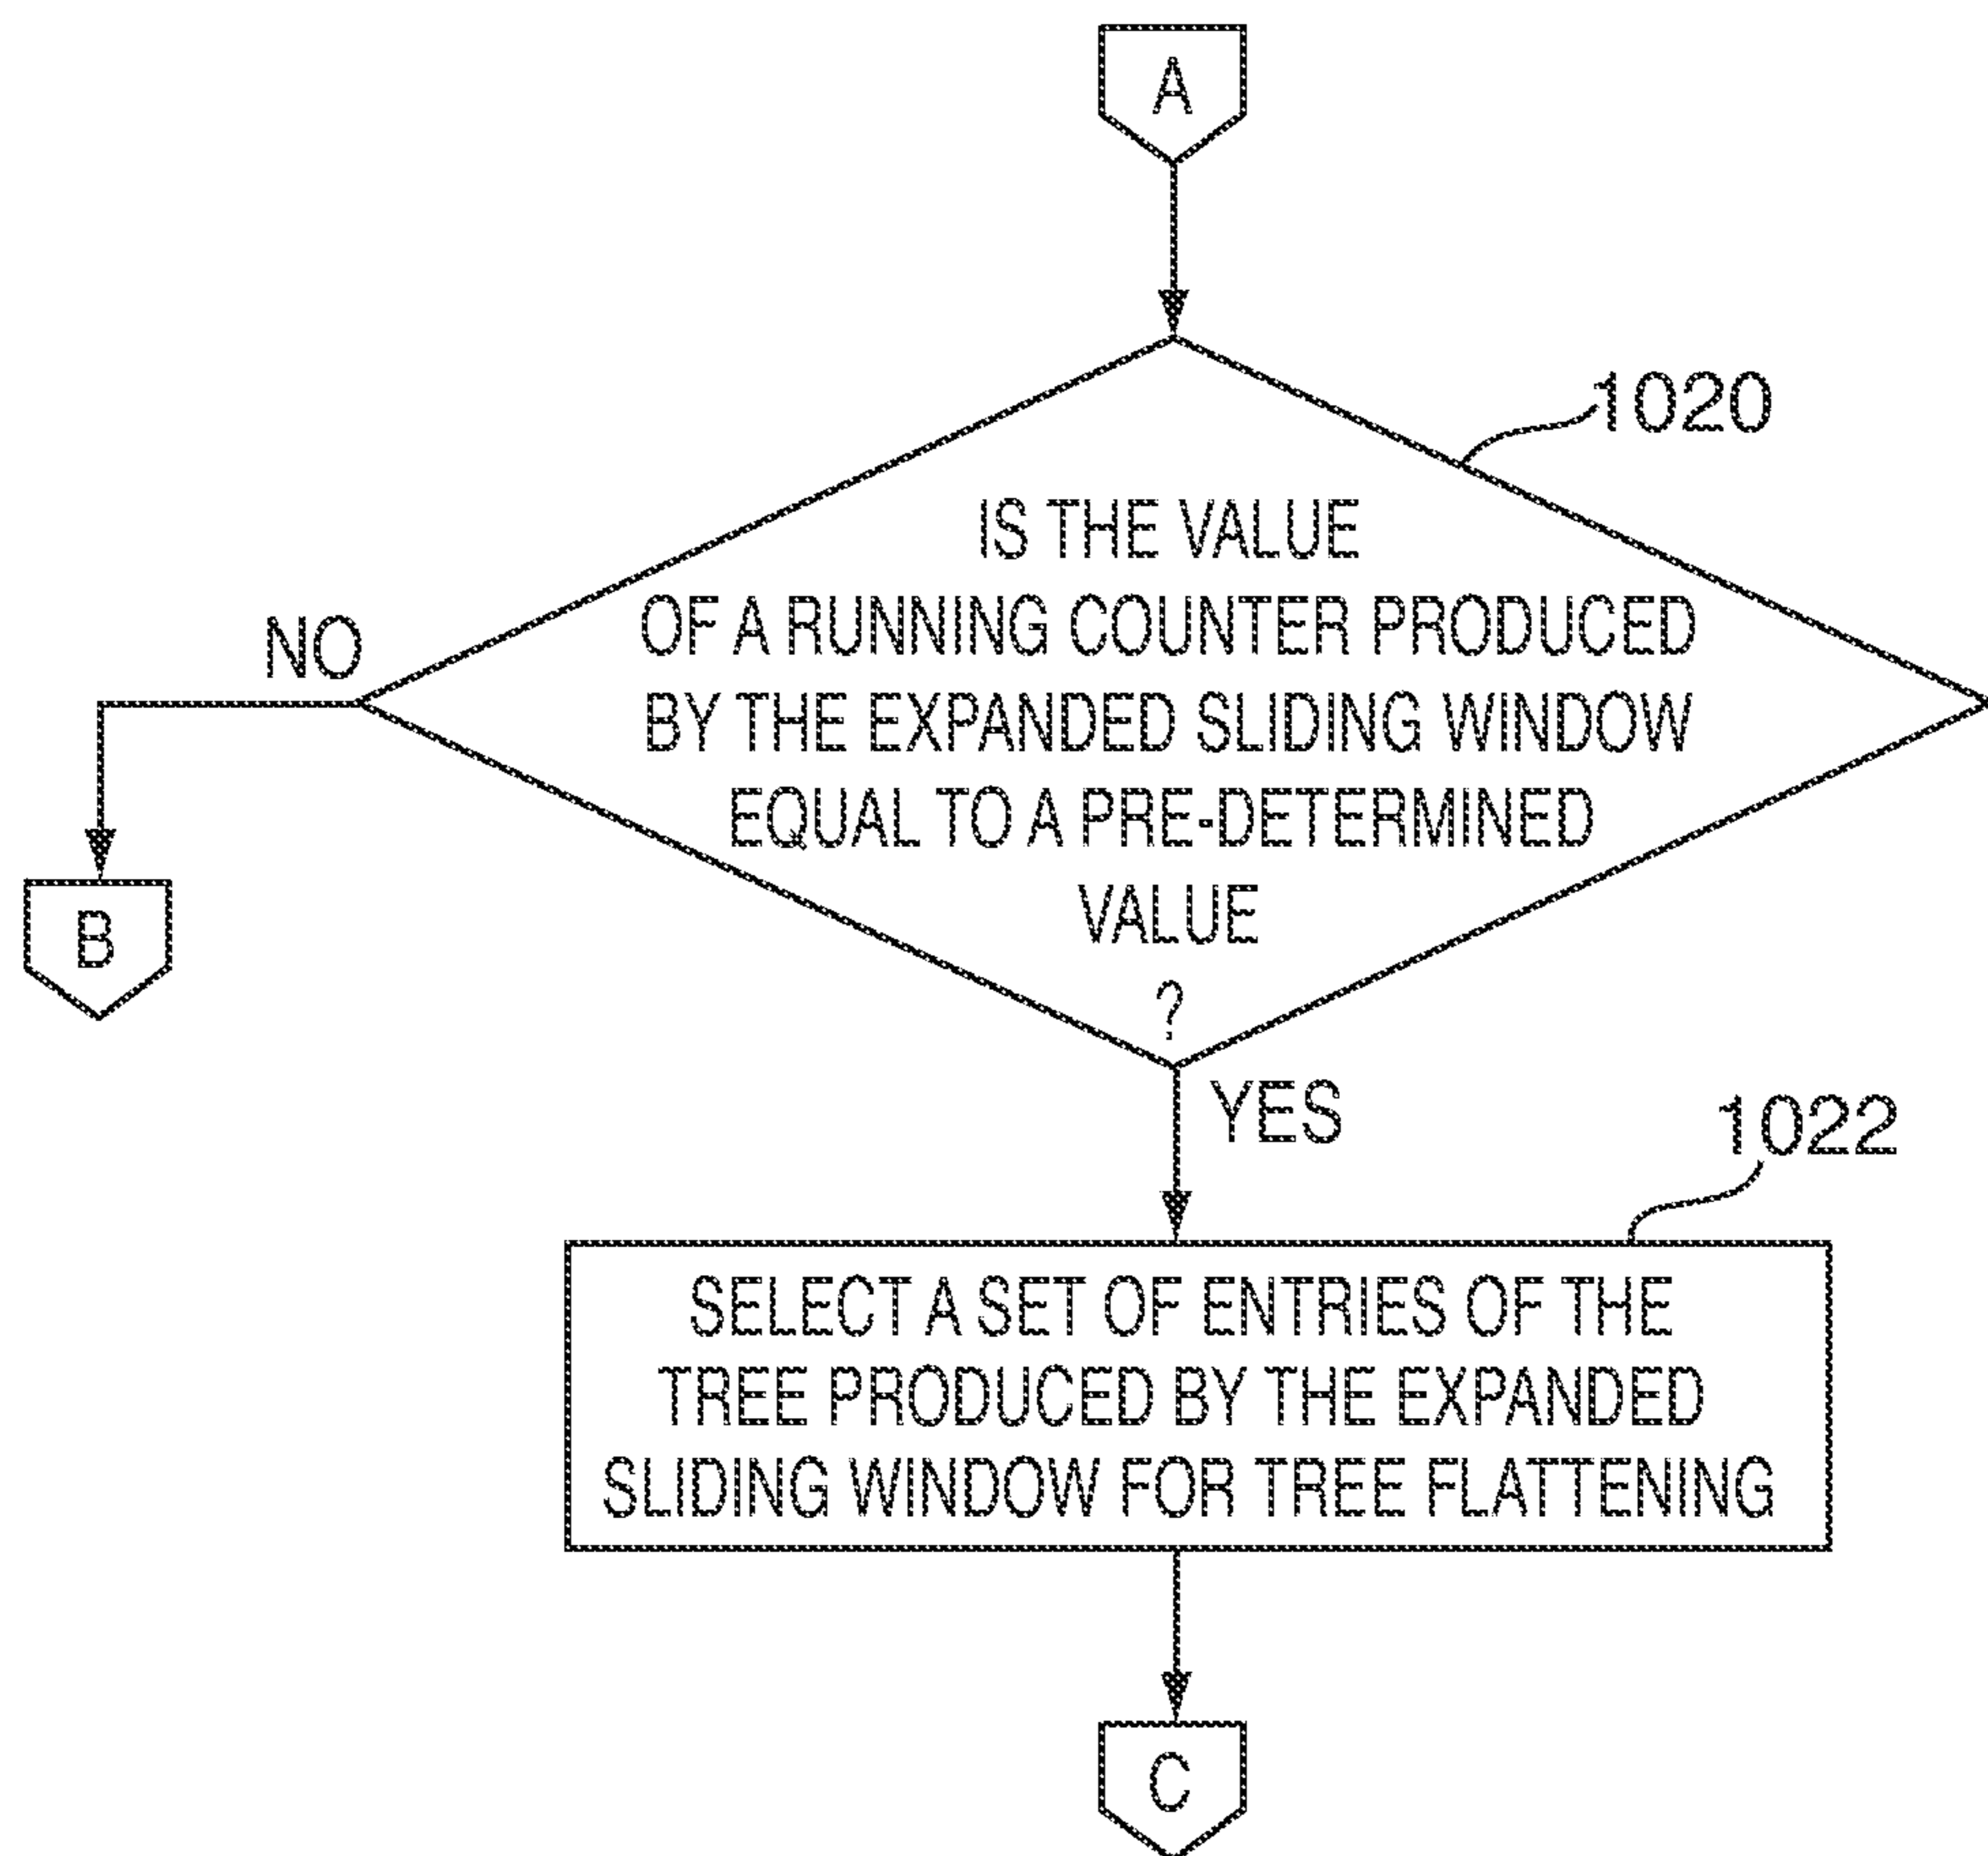 A
1020
IS THE VALUE
OF A RUNNING COUNTER PRODUCED
BY THE EXPANDED SLIDING WINDOW
EQUAL TO A PRE-DETERMINED
VALUE
?
NO
B
YES
1022
SELECT A SET OF ENTRIES OF THE
TREE PRODUCED BY THE EXPANDED
SLIDING WINDOW FOR TREE FLATTENING
C